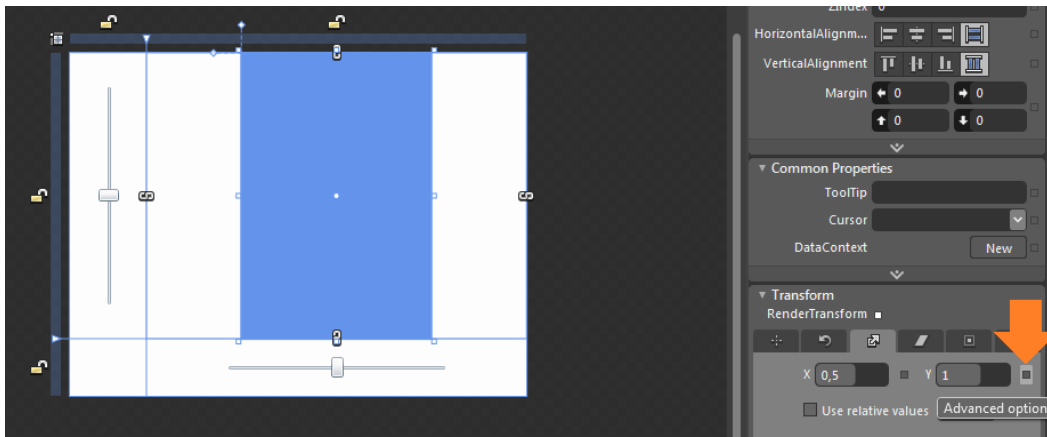 ZIndex 0
HorizontalAlignm...
VerticalAlignment
Margin 0 0
0 0
Common Properties
ToolTip
Cursor
DataContext New
Transform
RenderTransform
X 0,5 Y 1
Use relative values Advanced option